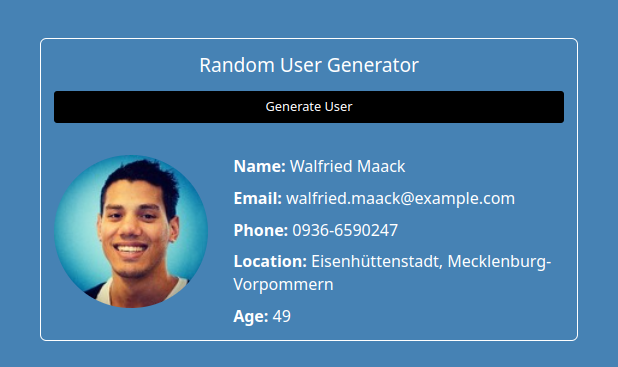 Random User Generator
Generate User
Name: Walfried Maack
Email: walfried.maack@example.com
Phone: 0936-6590247
Location: Eisenhüttenstadt, Mecklenburg-
Vorpommern
Age: 49